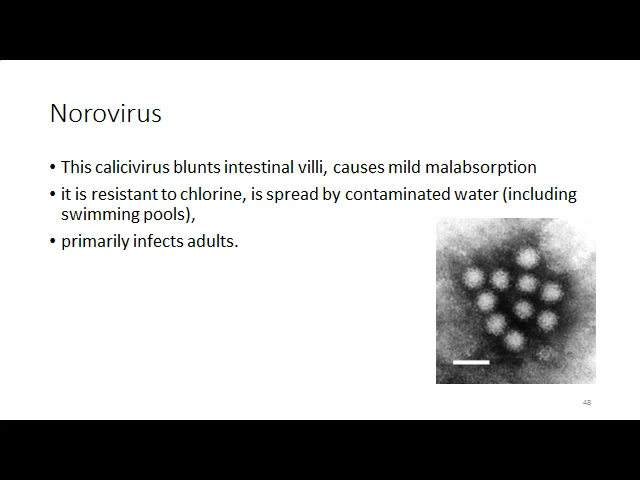 Norovirus
• This calicivirus blunts intestinal villi, causes mild malabsorption
• it is resistant to chlorine, is spread by contaminated water (including
swimming pools),
• primarily infects adults.
48